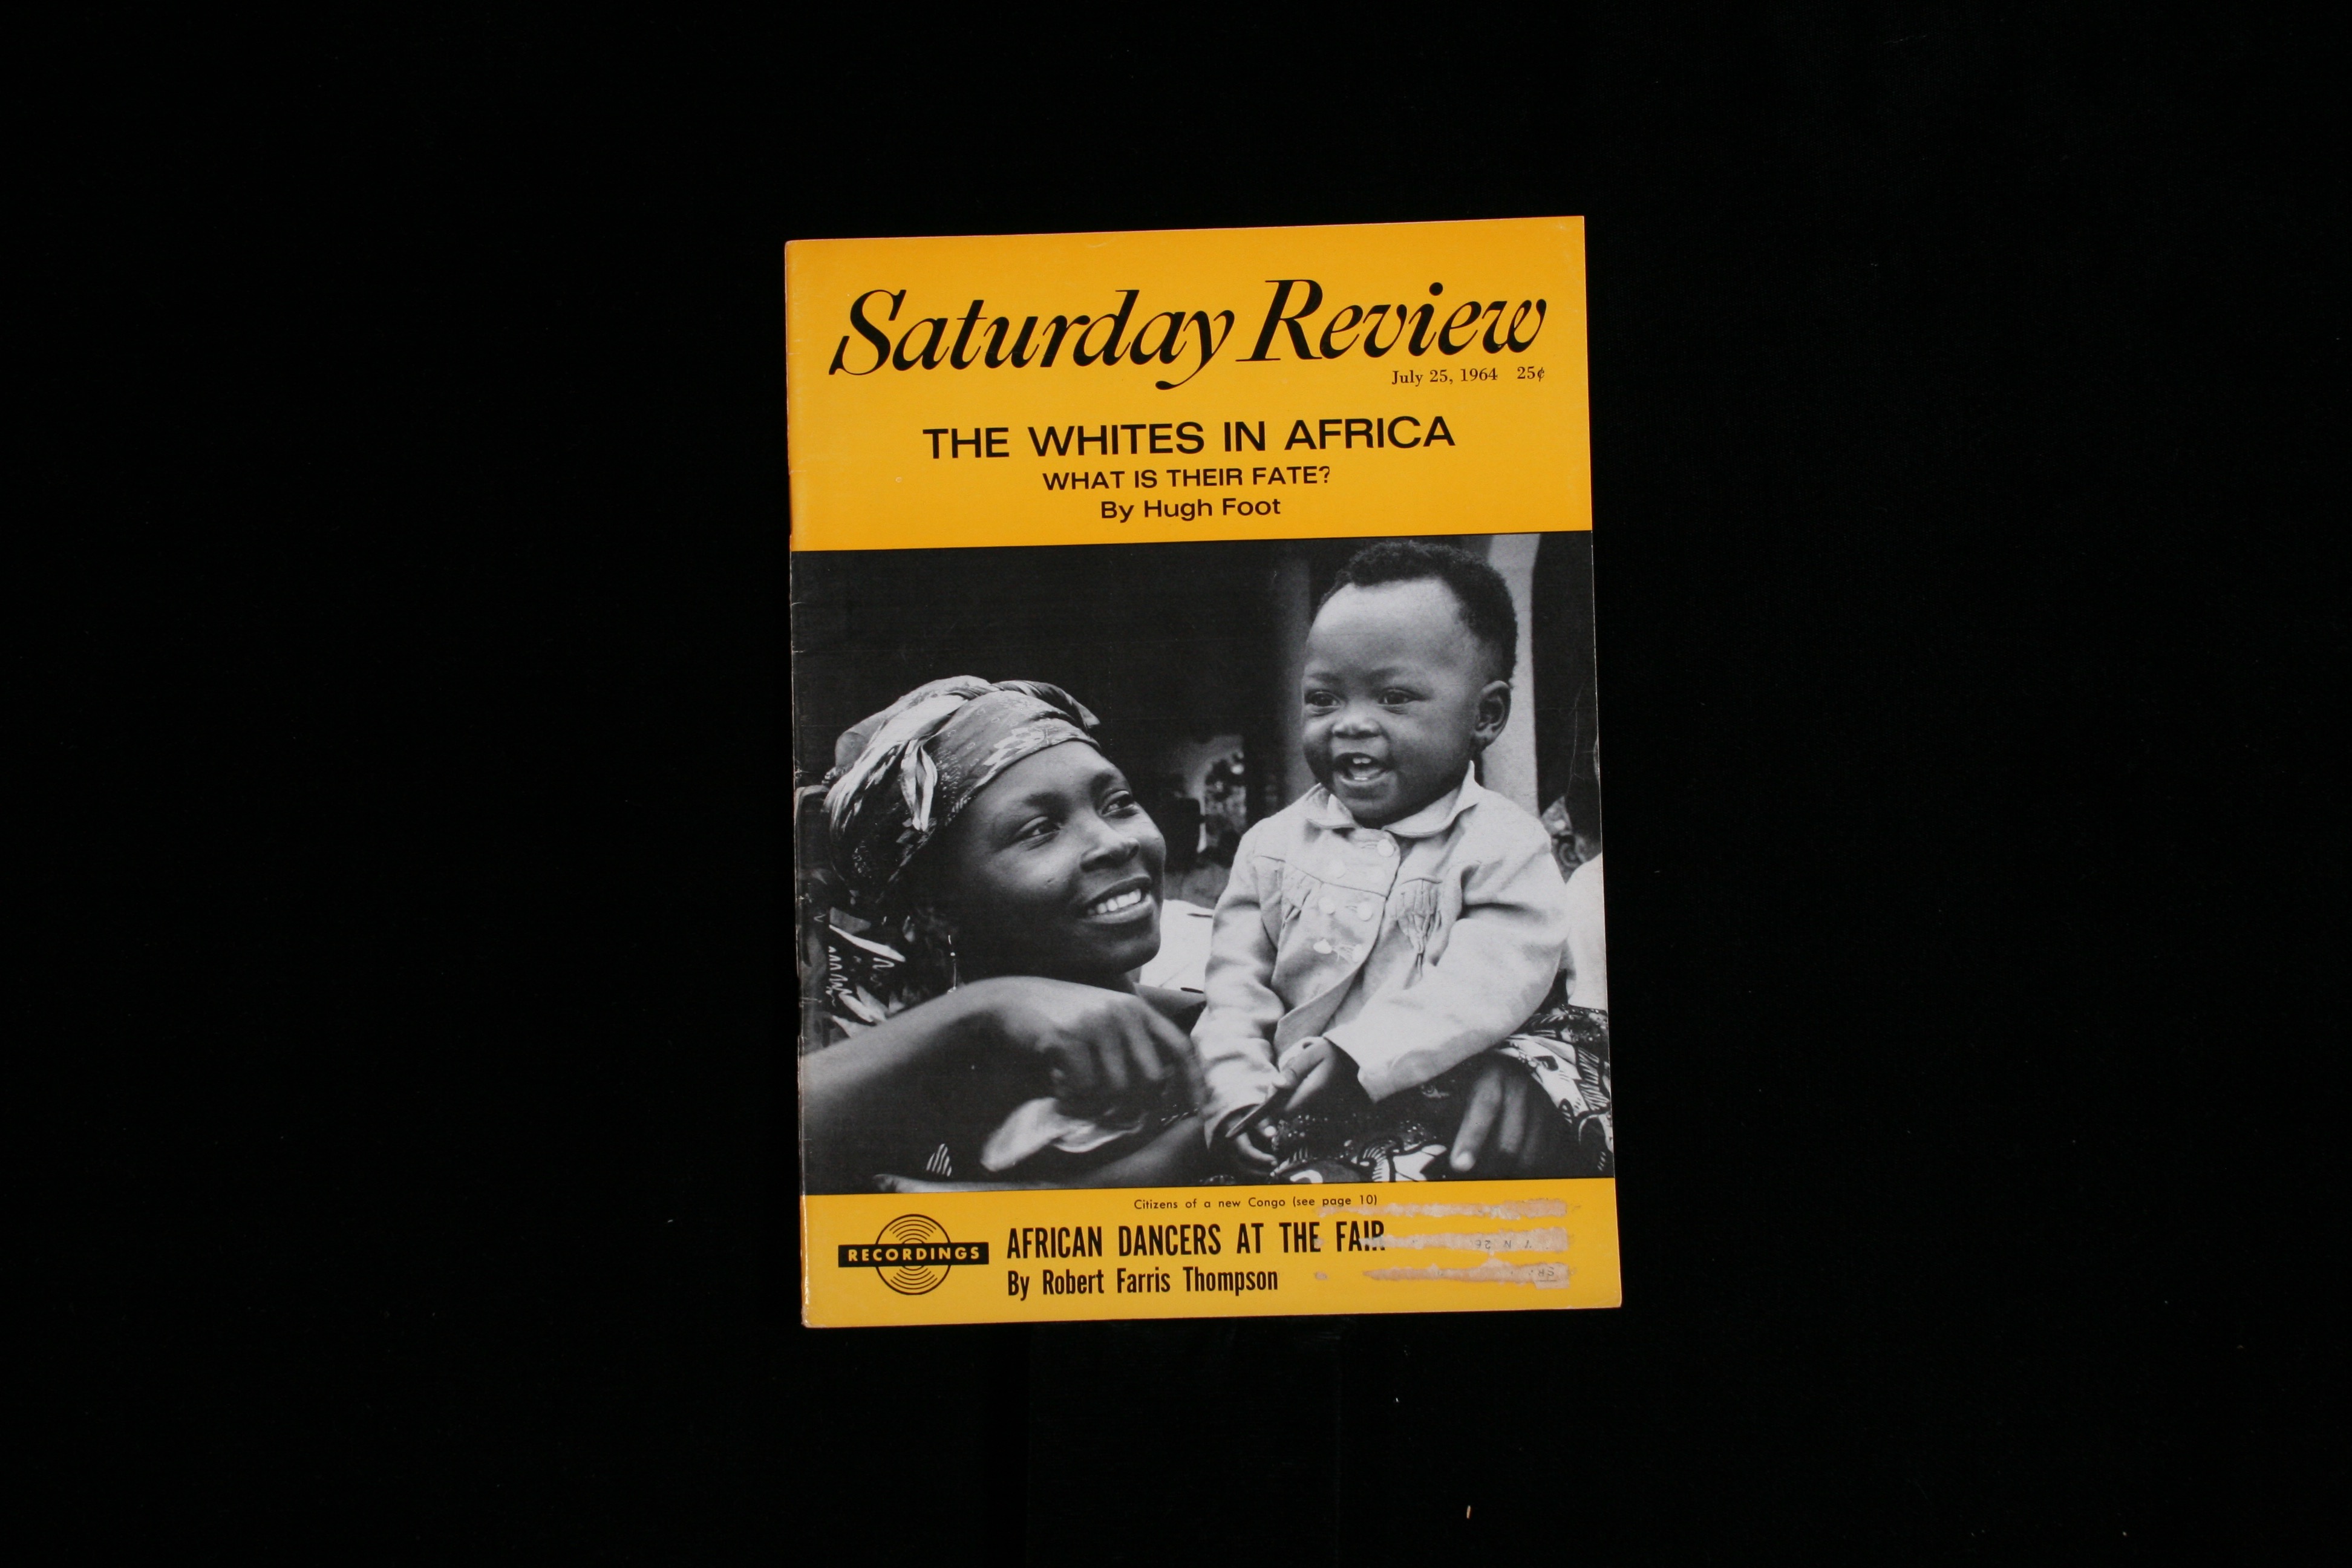 Saturday Review
July 25, 1964 25¢
THE WHITES IN AFRICA
WHAT IS THEIR FATE?
By Hugh Foot
Citizens of a new Congo (see page 10)
RECORDINGS
AFRICAN DANCERS AT THE FAIR
By Robert Farris Thompson